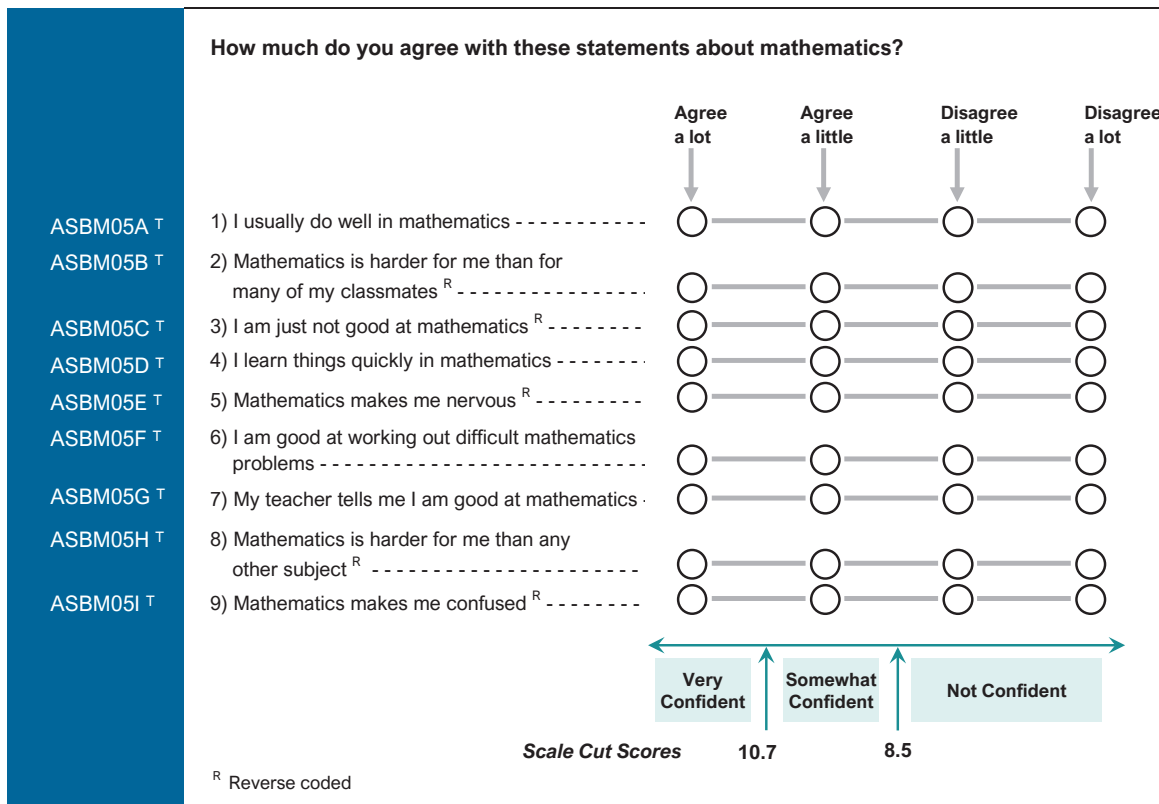 How much do you agree with these statements about mathematics?
Agree a lot
Agree a little
Disagree a little
Disagree a lot
ASBM05A T 1) I usually do well in mathematics - - - - - - - - - - - -
ASBM05B T 2) Mathematics is harder for me than for
many of my classmates R - - - - - - - - - - - - - - - - -
ASBM05C T 3) I am just not good at mathematics R - - - - - - - -
ASBM05D T 4) I learn things quickly in mathematics - - - - - - - -
ASBM05E T 5) Mathematics makes me nervous R - - - - - - - - -
ASBM05F T 6) I am good at working out difficult mathematics
problems - - - - - - - - - - - - - - - - - - - - - - - - - - - -
ASBM05G T 7) My teacher tells me I am good at mathematics -
ASBM05H T 8) Mathematics is harder for me than any
other subject R - - - - - - - - - - - - - - - - - - - - - - -
ASBM05I T 9) Mathematics makes me confused R - - - - - - - -
Very Confident
Somewhat Confident
Not Confident
Scale Cut Scores 10.7 8.5
R Reverse coded